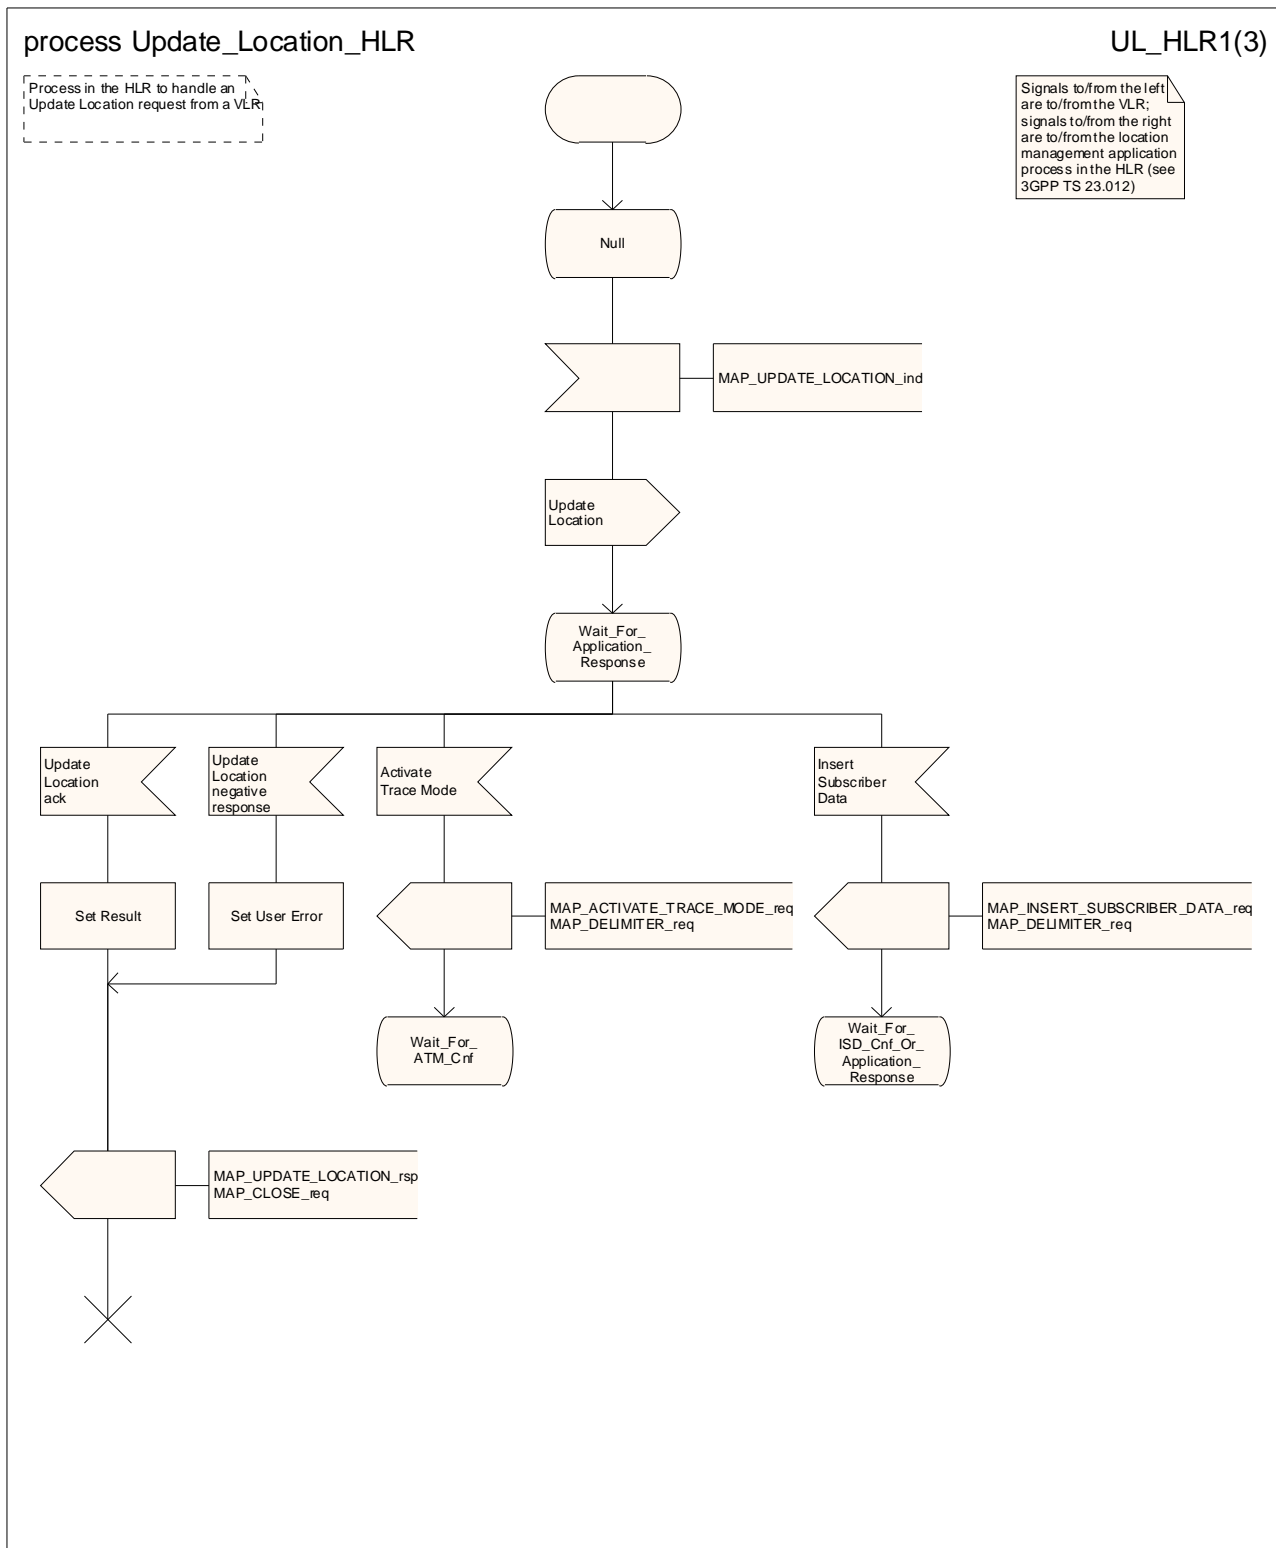 process Update_Location_HLR
UL_HLR1(3)
Process in the HLR to handle an
Update Location request from a VLR
Signals to/from the left
are to/from the VLR;
signals to/from the right
are to/from the location
management application
process in the HLR (see
3GPP TS 23.012)
Null
MAP_UPDATE_LOCATION_ind
Update
Location
Wait_For_
Application_
Response
Update
Location
ack
Update
Location
negative
response
Activate
Trace Mode
Insert
Subscriber
Data
Set Result
Set User Error
MAP_ACTIVATE_TRACE_MODE_req
MAP_DELIMITER_req
MAP_INSERT_SUBSCRIBER_DATA_req
MAP_DELIMITER_req
Wait_For_
ATM_Cnf
Wait_For_
ISD_Cnf_Or_
Application_
Response
MAP_UPDATE_LOCATION_rsp
MAP_CLOSE_req